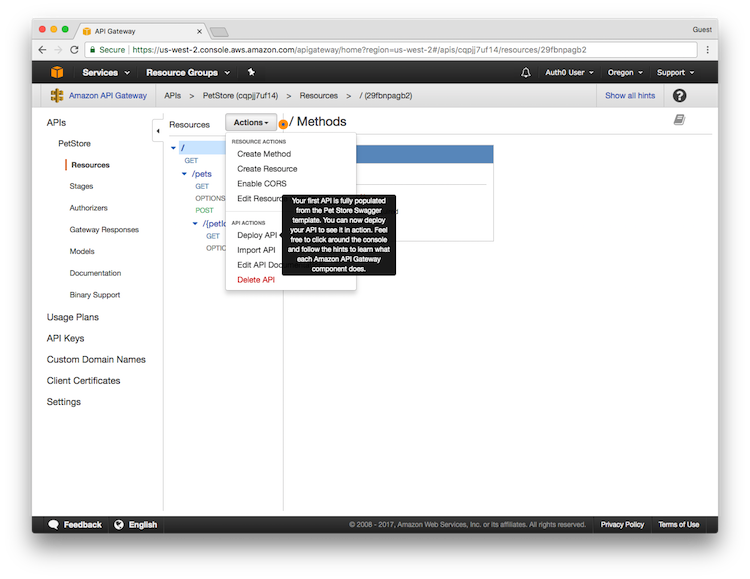 API Gateway
Guest
Secure
https://us-west-2.console.aws.amazon.com/apigateway/home?region=us-west-2#/apis/cqpjj7uf14/resources/29fbnpagb2
Services
Resource Groups
Auth0 User
Oregon
Support
Amazon API Gateway
APIs > PetStore (cqpjj7uf14) > Resources > / (29fbnpagb2)
Show all hints
?
APIs
PetStore
Resources
Stages
Authorizers
Gateway Responses
Models
Documentation
Binary Support
Usage Plans
API Keys
Custom Domain Names
Client Certificates
Settings
Resources
Actions
/ Methods
/
GET
/pets
GET
OPTIONS
POST
/{petId
GET
OPTIO
RESOURCE ACTIONS
Create Method
Create Resource
Enable CORS
Edit Resour
API ACTIONS
Deploy API
Import API
Edit API Docu
Delete API
Your first API is fully populated
from the Pet Store Swagger
template. You can now deploy
your API to see it in action. Feel
free to click around the console
and follow the hints to learn what
each Amazon API Gateway
component does.
Feedback
English
© 2008 - 2017, Amazon Web Services, Inc. or its affiliates. All rights reserved.
Privacy Policy
Terms of Use